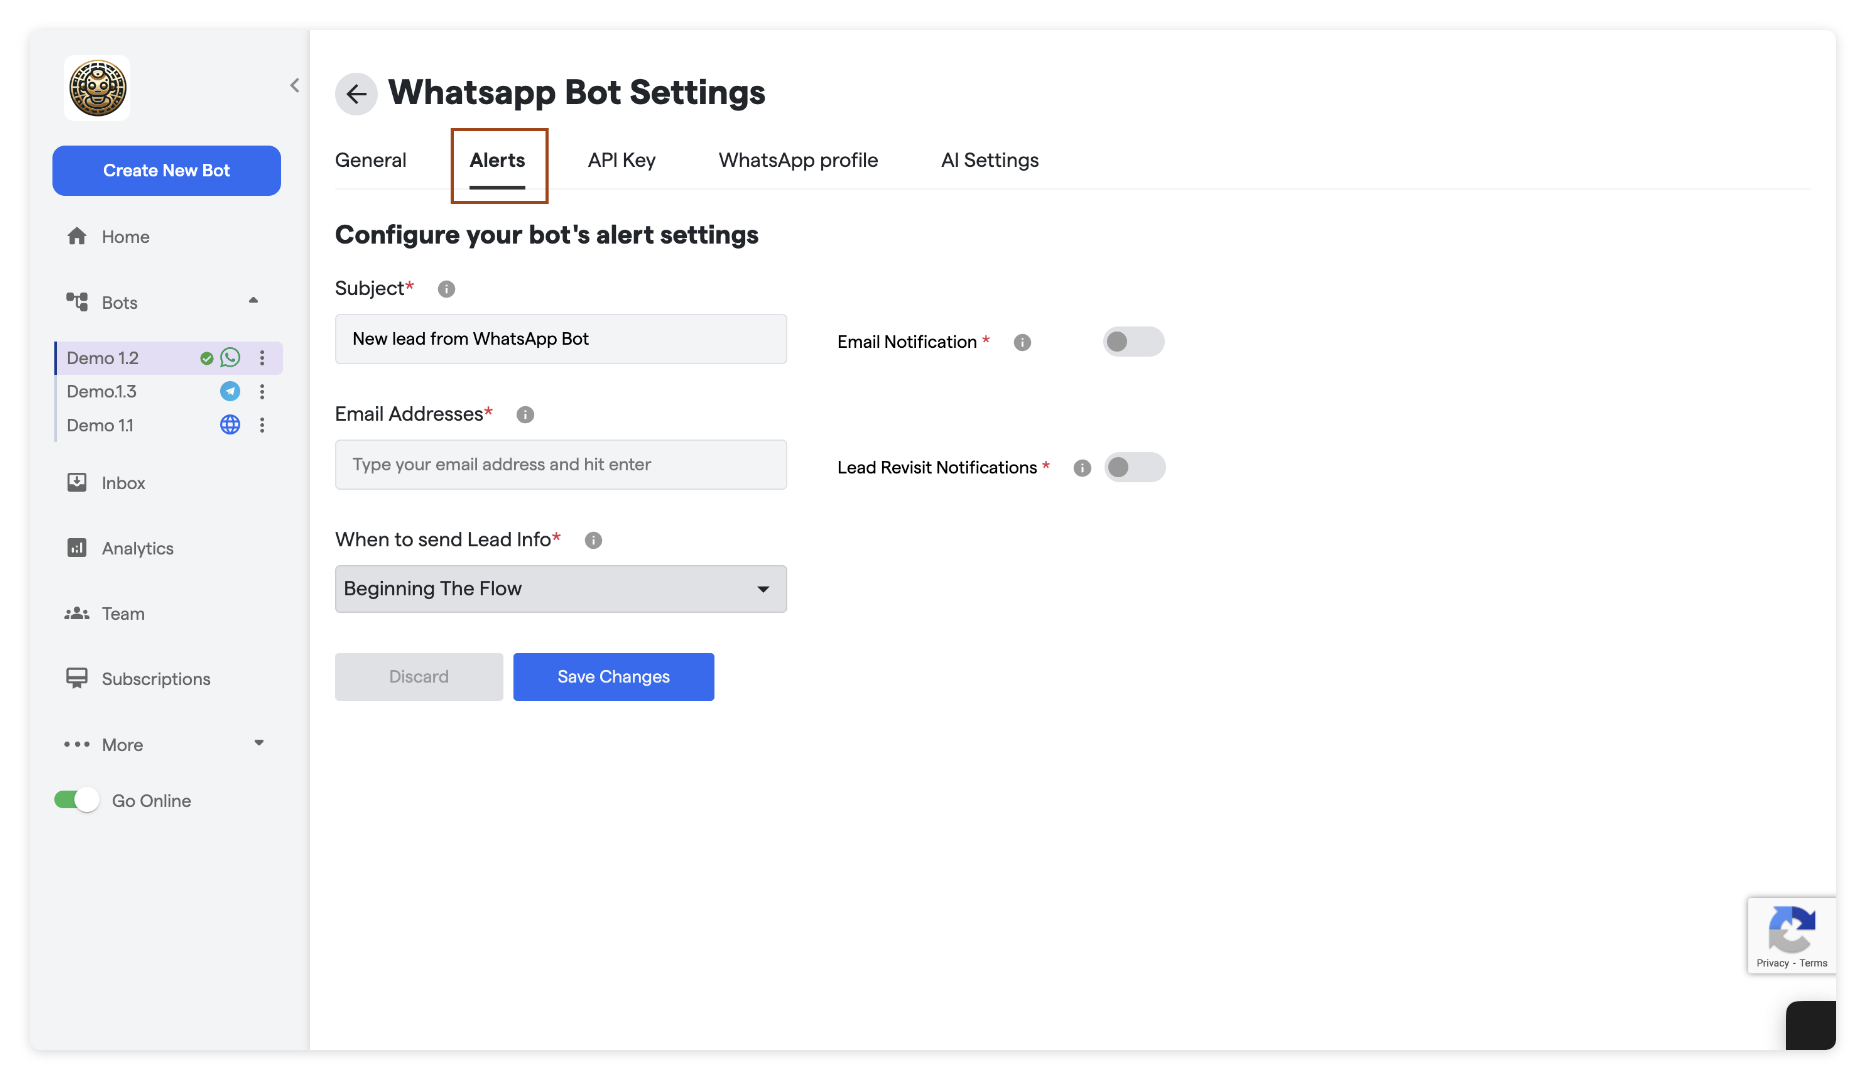 Create New Bot
Home
Bots
Demo 1.2
Demo.1.3
Demo 1.1
Inbox
Analytics
Team
Subscriptions
More
Go Online
Whatsapp Bot Settings
General
Alerts
API Key
WhatsApp profile
AI Settings
Configure your bot's alert settings
Subject*
New lead from WhatsApp Bot
Email Notification *
Email Addresses*
Type your email address and hit enter
Lead Revisit Notifications *
When to send Lead Info*
Beginning The Flow
Discard
Save Changes
Privacy - Terms